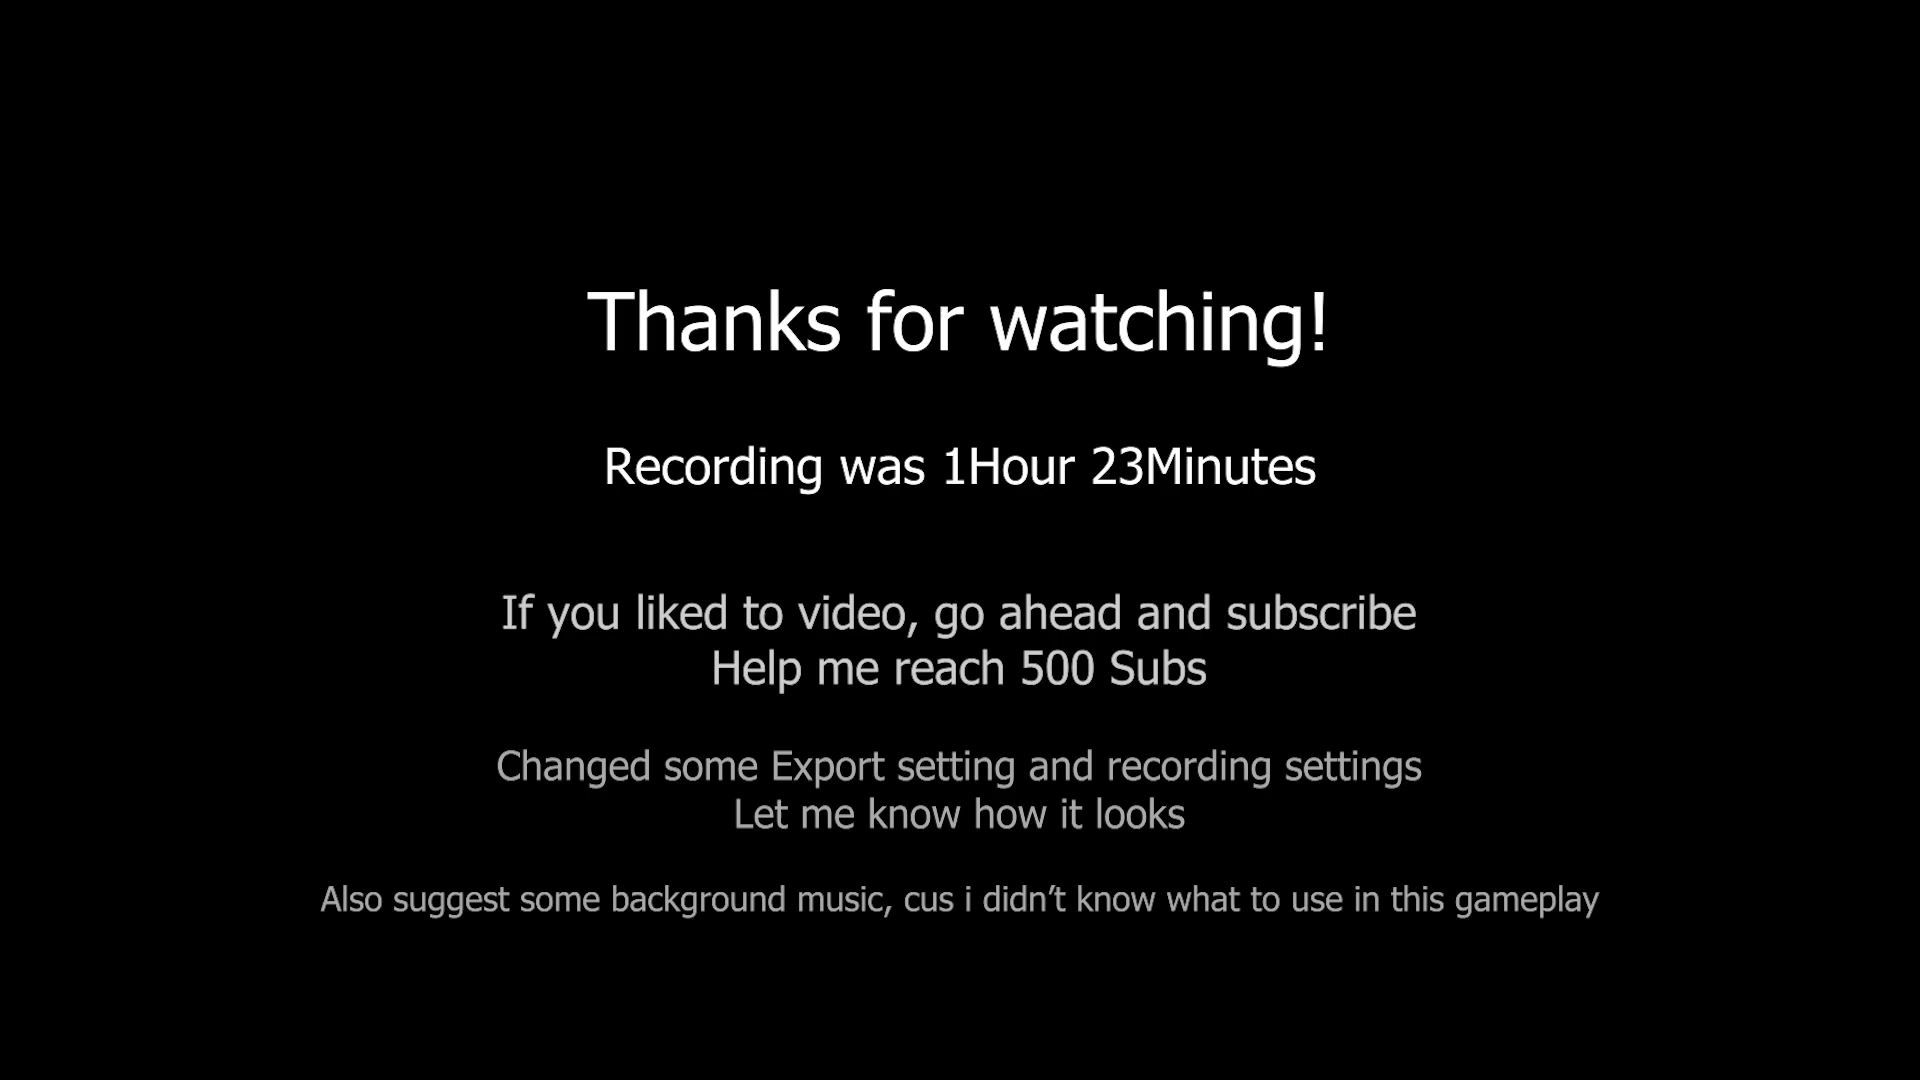 Thanks for watching!
Recording was 1Hour 23Minutes
If you liked to video, go ahead and subscribe
Help me reach 500 Subs
Changed some Export setting and recording settings
Let me know how it looks
Also suggest some background music, cus i didn’t know what to use in this gameplay